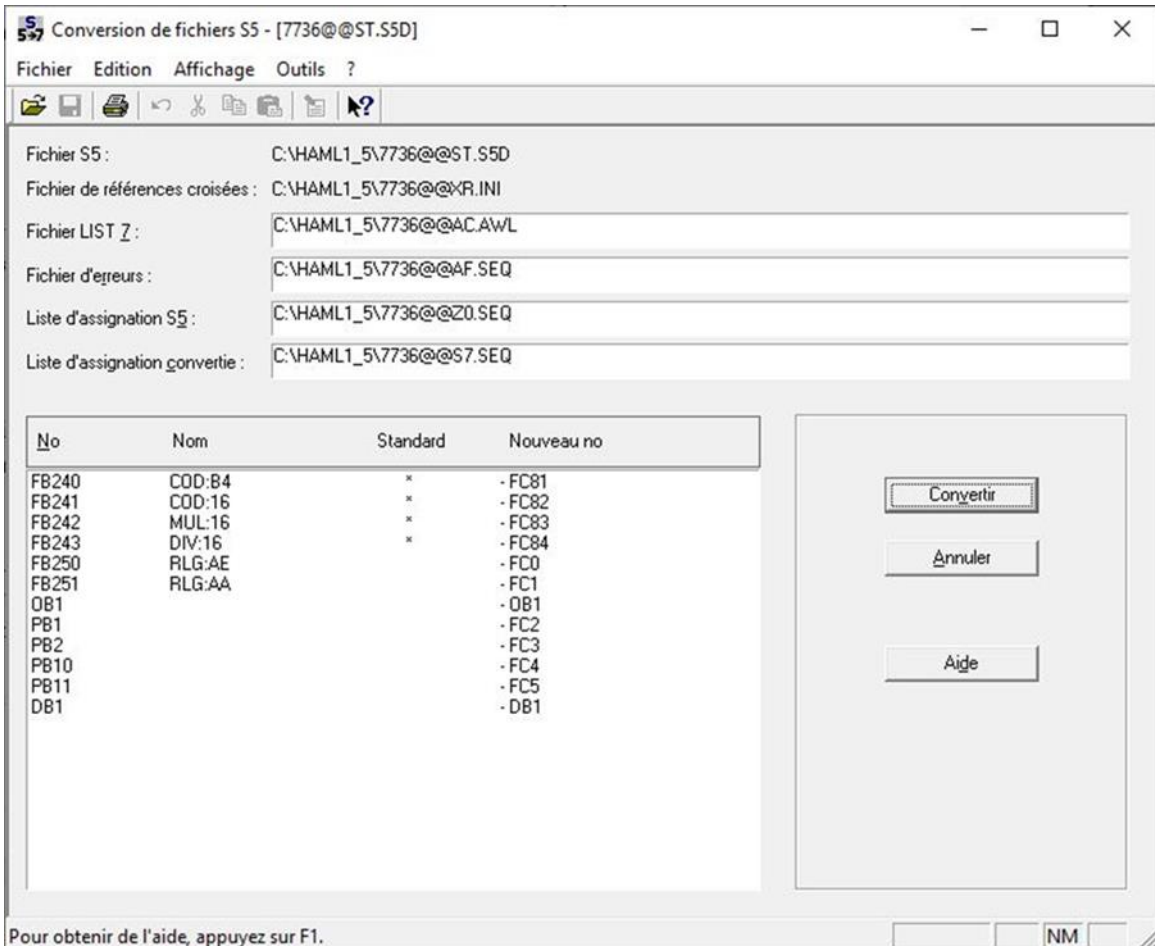 S 5→7 Conversion de fichiers S5 - [7736@@ST.S5D]
Fichier Edition Affichage Outils ?
Fichier S5 : C:\HAML1_5\7736@@ST.S5D
Fichier de références croisées : C:\HAML1_5\7736@@XR.INI
Fichier LIST 7 : C:\HAML1_5\7736@@AC.AWL
Fichier d'erreurs : C:\HAML1_5\7736@@AF.SEQ
Liste d'assignation S5 : C:\HAML1_5\7736@@Z0.SEQ
Liste d'assignation convertie : C:\HAML1_5\7736@@S7.SEQ
No Nom Standard Nouveau no
FB240 COD:B4 * - FC81
FB241 COD:16 * - FC82
FB242 MUL:16 * - FC83
FB243 DIV:16 * - FC84
FB250 RLG:AE - FC0
FB251 RLG:AA - FC1
OB1 - OB1
PB1 - FC2
PB2 - FC3
PB10 - FC4
PB11 - FC5
DB1 - DB1
Convertir
Annuler
Aide
Pour obtenir de l'aide, appuyez sur F1. NM